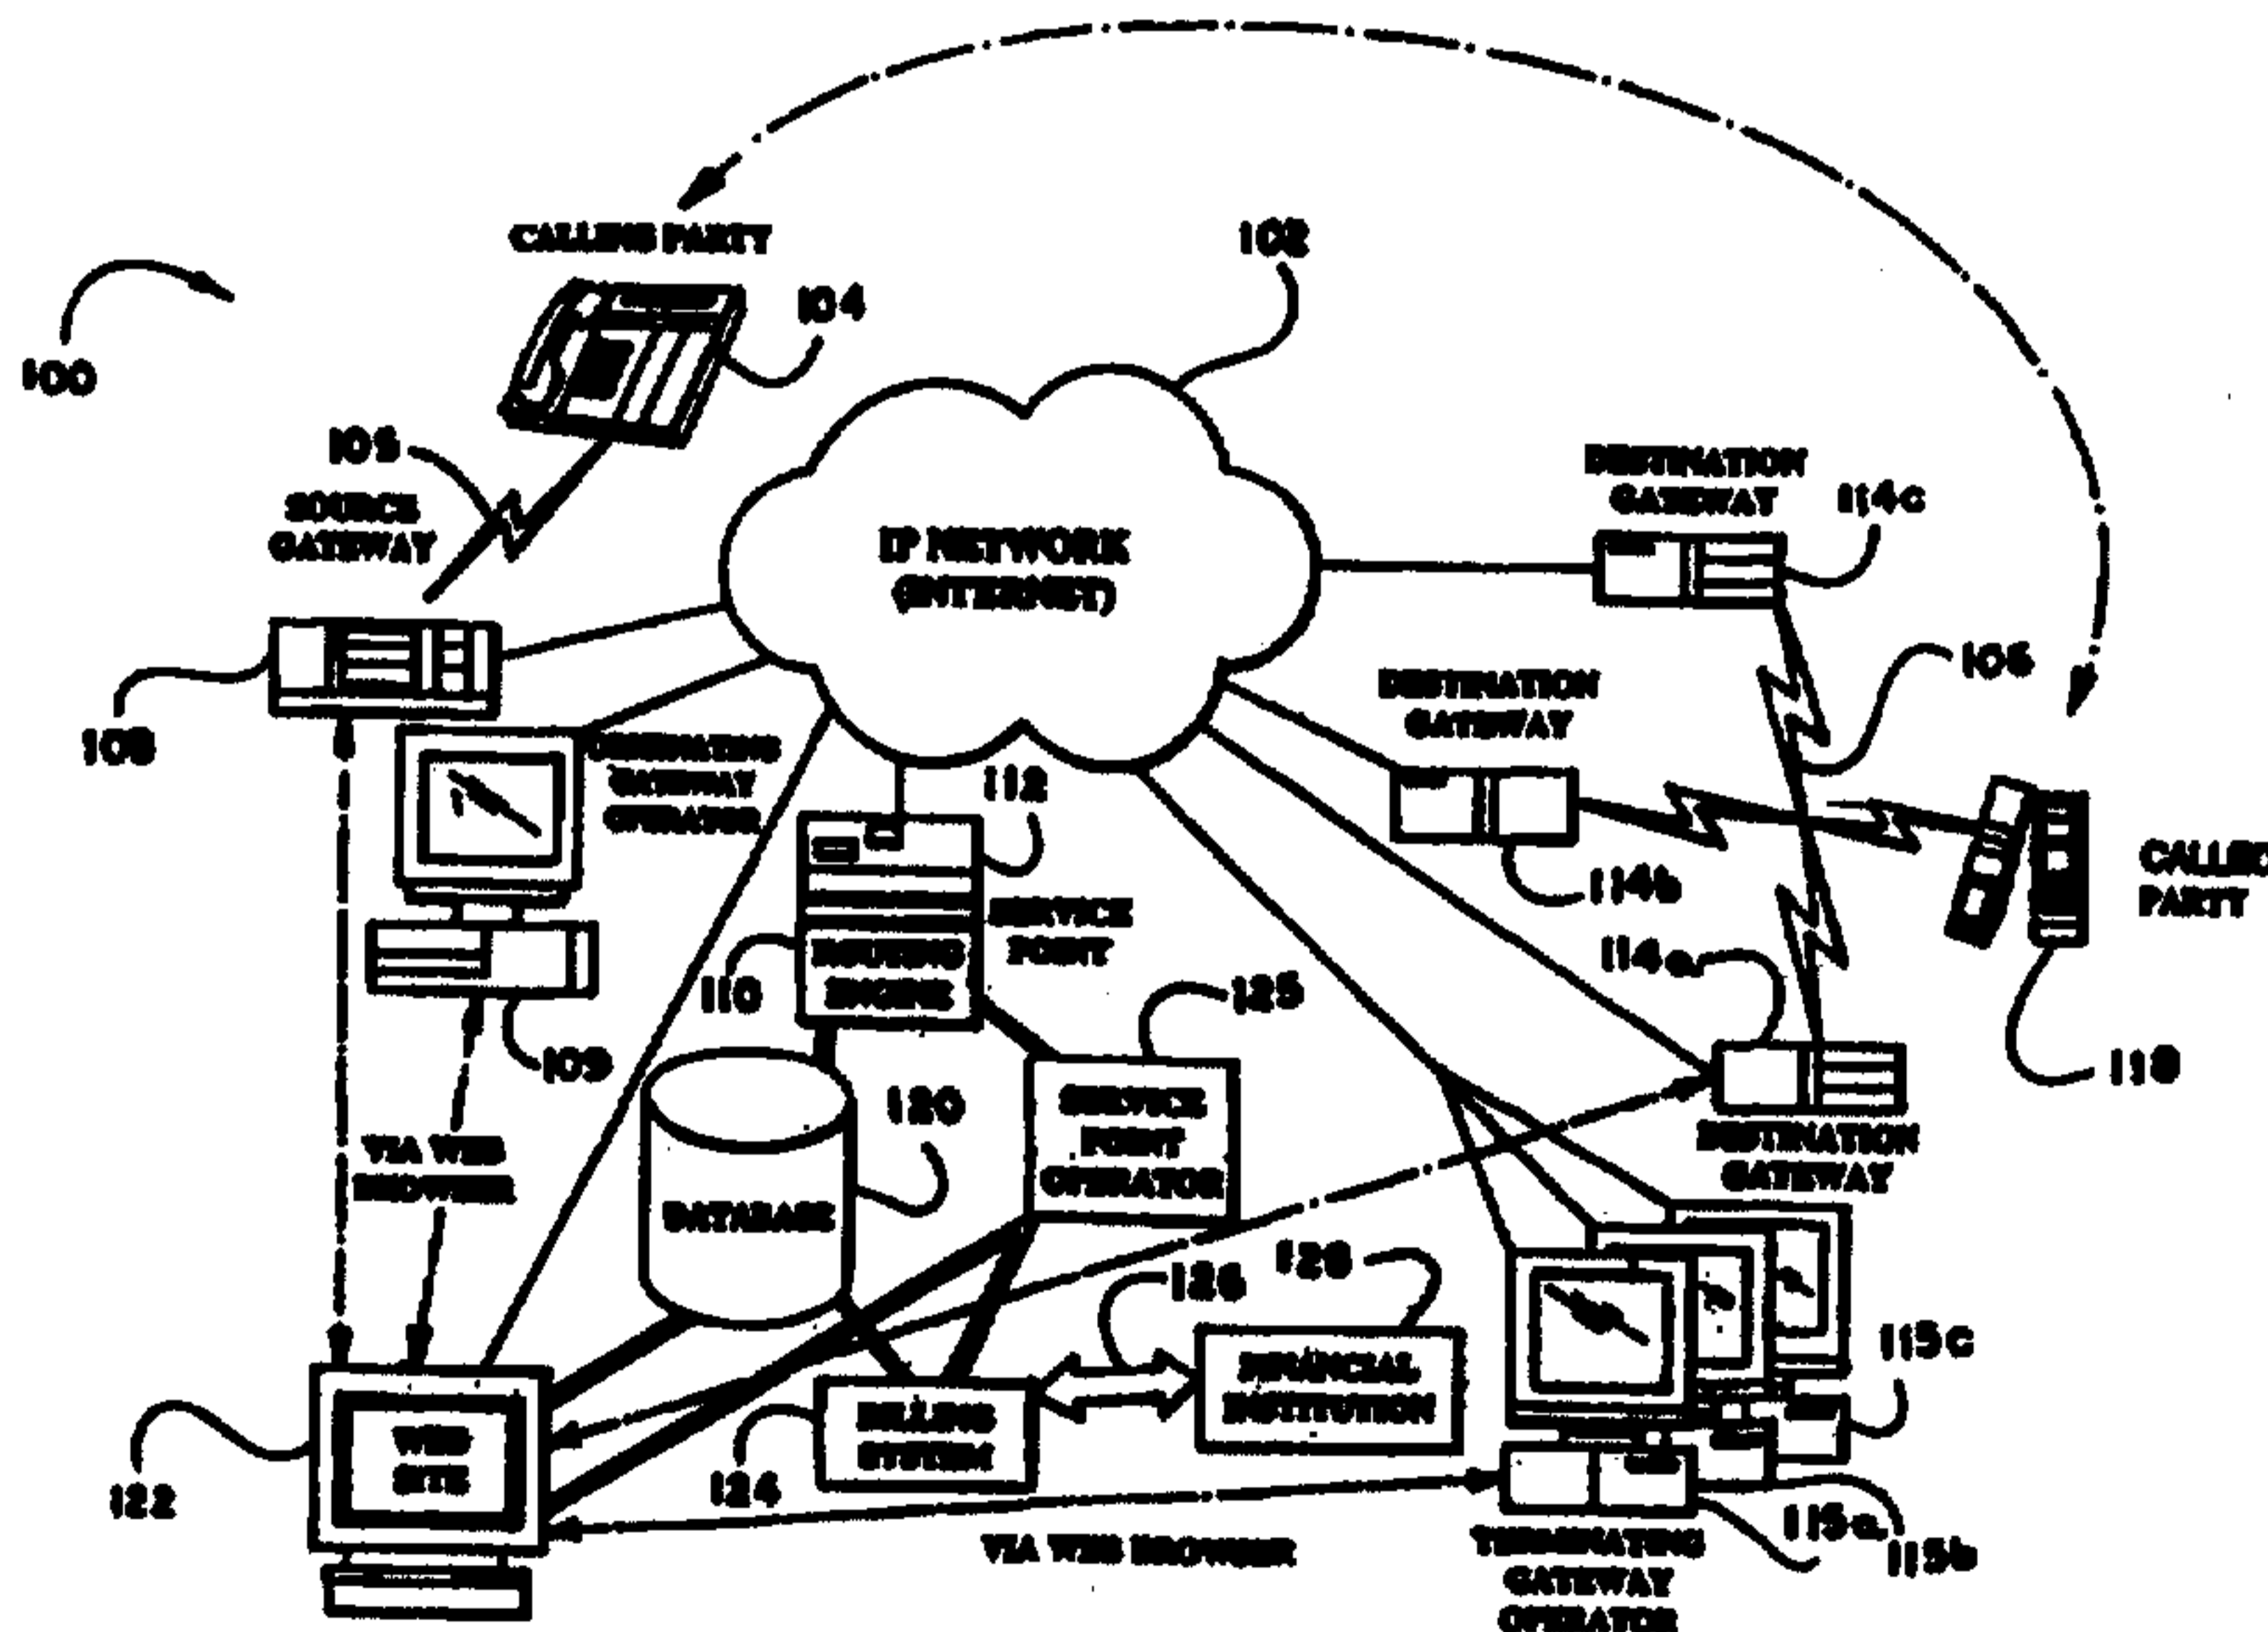 CALLING PARTY
102
104
100
105
SOURCE
GATEWAY
DESTINATION
GATEWAY
114c
IP NETWORK
(INTERNET)
106
108
DESTINATION
GATEWAY
ORIGINATING
GATEWAY
OPERATOR
112
CALLED
PARTY
114b
SERVICE
POINT
114a
ROUTING
ENGINE
110
125
109
118
120
SERVICE
POINT
OPERATOR
DESTINATION
GATEWAY
VIA WEB
BROWSER
DATABASE
126
128
115c
FINANCIAL
INSTITUTION
BILLING
SYSTEM
WEB
SITE
124
122
115a
115b
VIA WEB BROWSER
TERMINATING
GATEWAY
OPERATOR